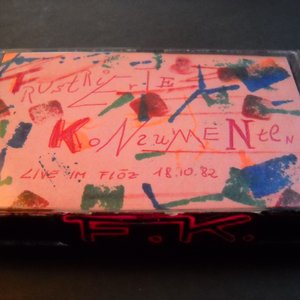 FRUSTRiERTE
KONZUMENTEN
LIVE IM FLÖZ 18.10.82
F.K.